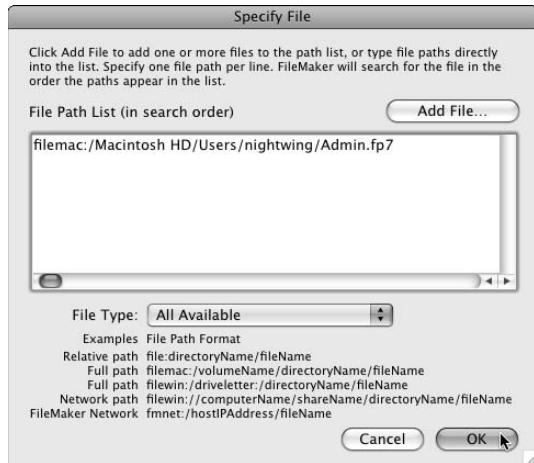 Specify File
Click Add File to add one or more files to the path list, or type file paths directly
into the list. Specify one file path per line. FileMaker will search for the file in the
order the paths appear in the list.
File Path List (in search order)
Add File...
filemac:/Macintosh HD/Users/nightwing/Admin.fp7
File Type: All Available
Examples File Path Format
Relative path file:directoryName/fileName
Full path filemac:/volumeName/directoryName/fileName
Full path filewin:/driveletter:/directoryName/fileName
Network path filewin://computerName/shareName/directoryName/fileName
FileMaker Network fmnet:/hostIPAddress/fileName
Cancel OK